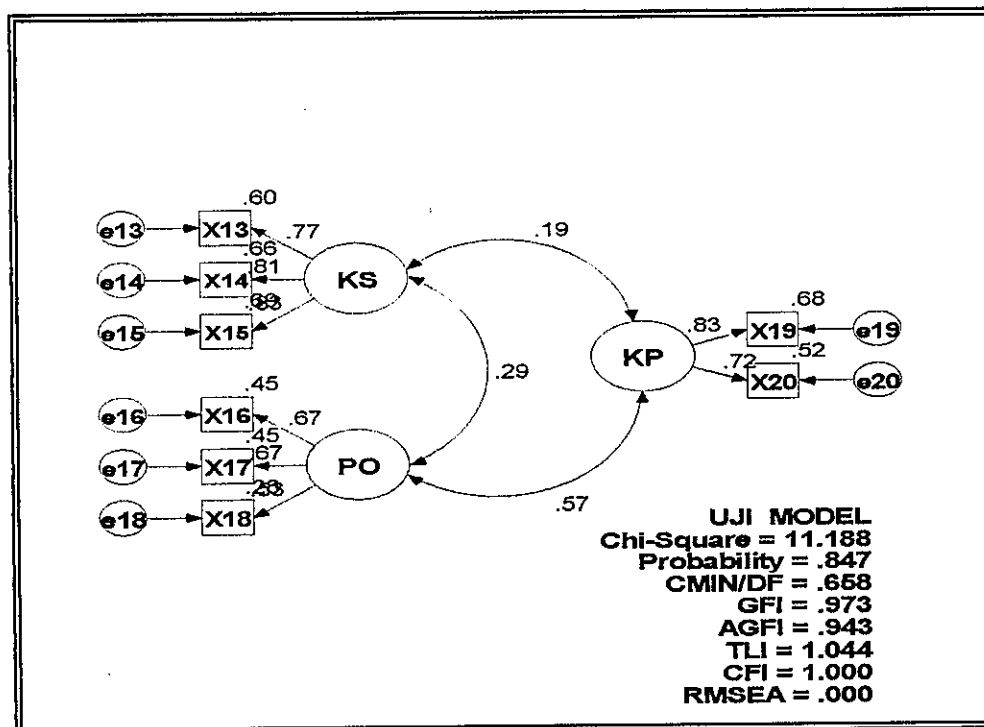 .60
e13 X13 .77
.66
e14 X14 .81 KS .19
e15 X15
.68
.83 X19 e19
KP .52
.72 X20 e20
.29
.45
e16 X16 .67
.45
e17 X17 .67 PO
e18 X18
.57
UJI MODEL
Chi-Square = 11.188
Probability = .847
CMIN/DF = .658
GFI = .973
AGFI = .943
TLI = 1.044
CFI = 1.000
RMSEA = .000